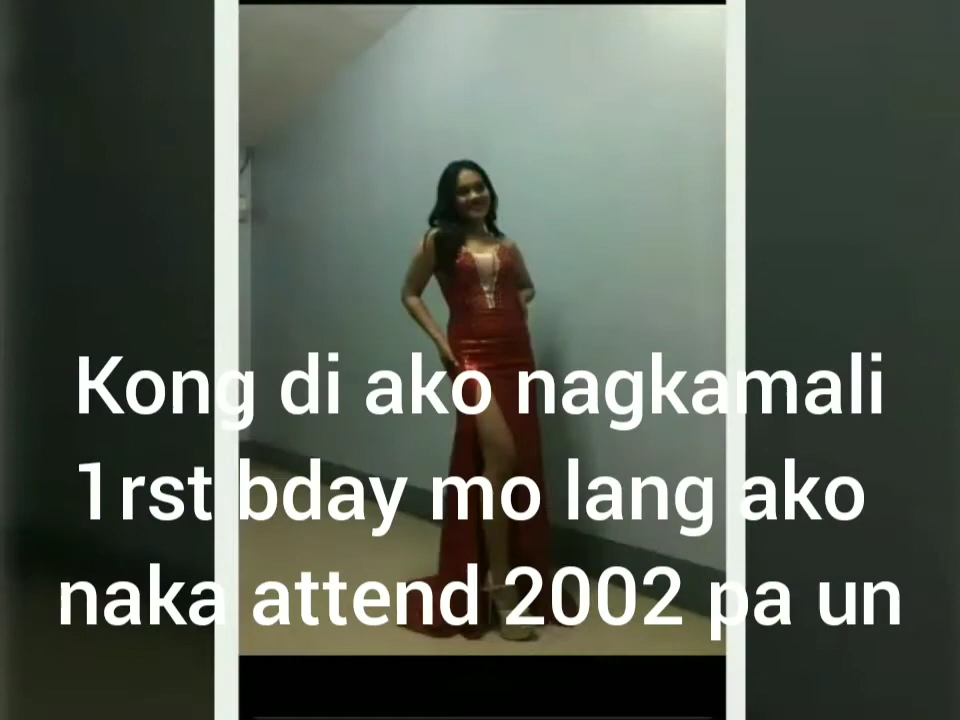 Kong di ako nagkamali
1rst bday mo lang ako
naka attend 2002 pa un